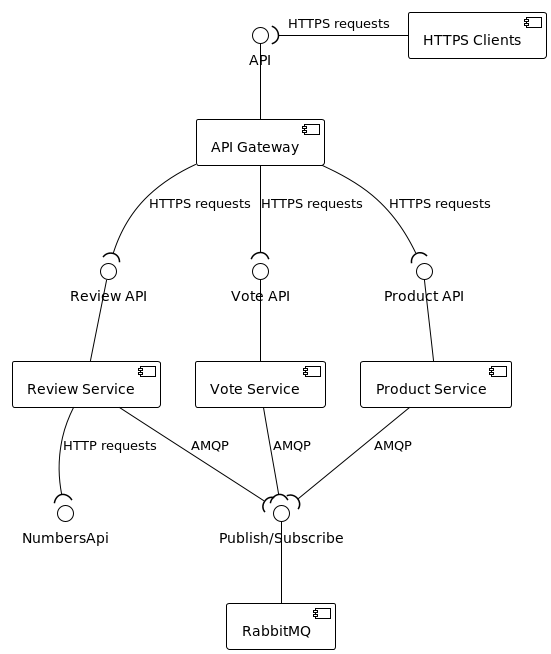 HTTPS requests
HTTPS Clients
API
API Gateway
HTTPS requests
HTTPS requests
HTTPS requests
Review API
Vote API
Product API
Review Service
Vote Service
Product Service
HTTP requests
AMQP
AMQP
AMQP
NumbersApi
Publish/Subscribe
RabbitMQ